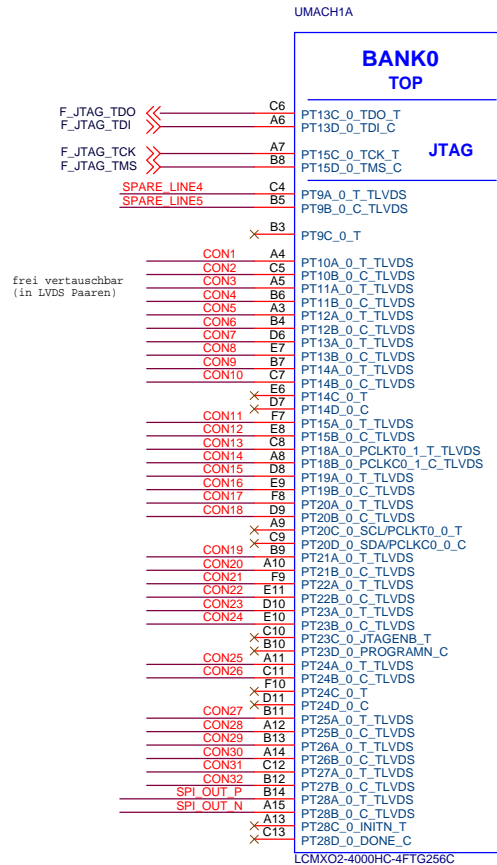 UMACH1A
BANK0
TOP
JTAG
F_JTAG_TDO C6 PT13C_0_TDO_T
F_JTAG_TDI A6 PT13D_0_TDI_C
F_JTAG_TCK A7 PT15C_0_TCK_T
F_JTAG_TMS B8 PT15D_0_TMS_C
SPARE_LINE4 C4 PT9A_0_T_TLVDS
SPARE_LINE5 B5 PT9B_0_C_TLVDS
B3 PT9C_0_T
frei vertauschbar
(in LVDS Paaren)
CON1 A4 PT10A_0_T_TLVDS
CON2 C5 PT10B_0_C_TLVDS
CON3 A5 PT11A_0_T_TLVDS
CON4 B6 PT11B_0_C_TLVDS
CON5 A3 PT12A_0_T_TLVDS
CON6 B4 PT12B_0_C_TLVDS
CON7 D6 PT13A_0_T_TLVDS
CON8 E7 PT13B_0_C_TLVDS
CON9 B7 PT14A_0_T_TLVDS
CON10 C7 PT14B_0_C_TLVDS
E6 PT14C_0_T
D7 PT14D_0_C
CON11 F7 PT15A_0_T_TLVDS
CON12 E8 PT15B_0_C_TLVDS
CON13 C8 PT18A_0_PCLKT0_1_T_TLVDS
CON14 A8 PT18B_0_PCLKC0_1_C_TLVDS
CON15 D8 PT19A_0_T_TLVDS
CON16 E9 PT19B_0_C_TLVDS
CON17 F8 PT20A_0_T_TLVDS
CON18 D9 PT20B_0_C_TLVDS
A9 PT20C_0_SCL/PCLKT0_0_T
C9 PT20D_0_SDA/PCLKC0_0_C
CON19 B9 PT21A_0_T_TLVDS
CON20 A10 PT21B_0_C_TLVDS
CON21 F9 PT22A_0_T_TLVDS
CON22 E11 PT22B_0_C_TLVDS
CON23 D10 PT23A_0_T_TLVDS
CON24 E10 PT23B_0_C_TLVDS
C10 PT23C_0_JTAGENB_T
B10 PT23D_0_PROGRAMN_C
CON25 A11 PT24A_0_T_TLVDS
CON26 C11 PT24B_0_C_TLVDS
F10 PT24C_0_T
D11 PT24D_0_C
CON27 B11 PT25A_0_T_TLVDS
CON28 A12 PT25B_0_C_TLVDS
CON29 B13 PT26A_0_T_TLVDS
CON30 A14 PT26B_0_C_TLVDS
CON31 C12 PT27A_0_T_TLVDS
CON32 B12 PT27B_0_C_TLVDS
SPI_OUT_P B14 PT28A_0_T_TLVDS
SPI_OUT_N A15 PT28B_0_C_TLVDS
A13 PT28C_0_INITN_T
C13 PT28D_0_DONE_C
LCMXO2-4000HC-4FTG256C